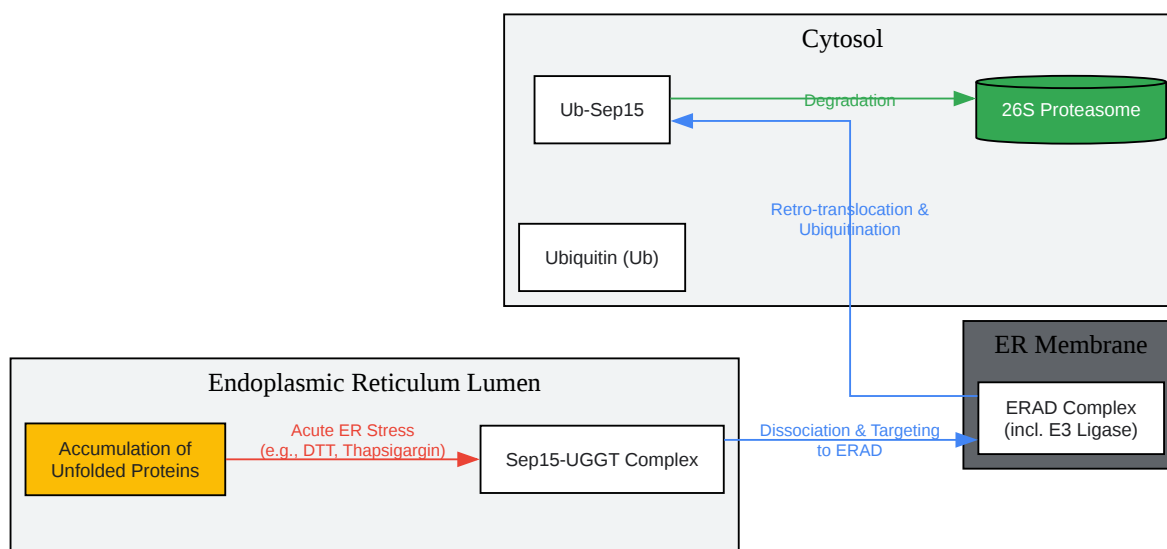 Cytosol
Ub-Sep15
Degradation
26S Proteasome
Retro-translocation &
Ubiquitination
Ubiquitin (Ub)
ER Membrane
ERAD Complex
(incl. E3 Ligase)
Endoplasmic Reticulum Lumen
Accumulation of
Unfolded Proteins
Acute ER Stress
(e.g., DTT, Thapsigargin)
Sep15-UGGT Complex
Dissociation & Targeting
to ERAD